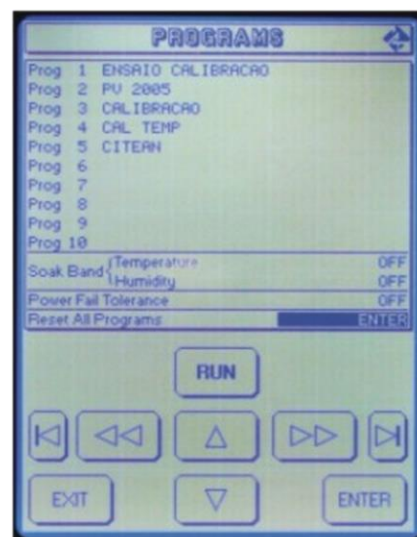 PROGRAMS
Prog 1 ENSAIO CALIBRACAO
Prog 2 PV 2005
Prog 3 CALIBRACAO
Prog 4 CAL TEMP
Prog 5 CITEAN
Prog 6
Prog 7
Prog 8
Prog 9
Prog 10
Soak Band { Temperature OFF
Humidity OFF
Power Fail Tolerance OFF
Reset All Programs ENTER
RUN
EXIT ENTER